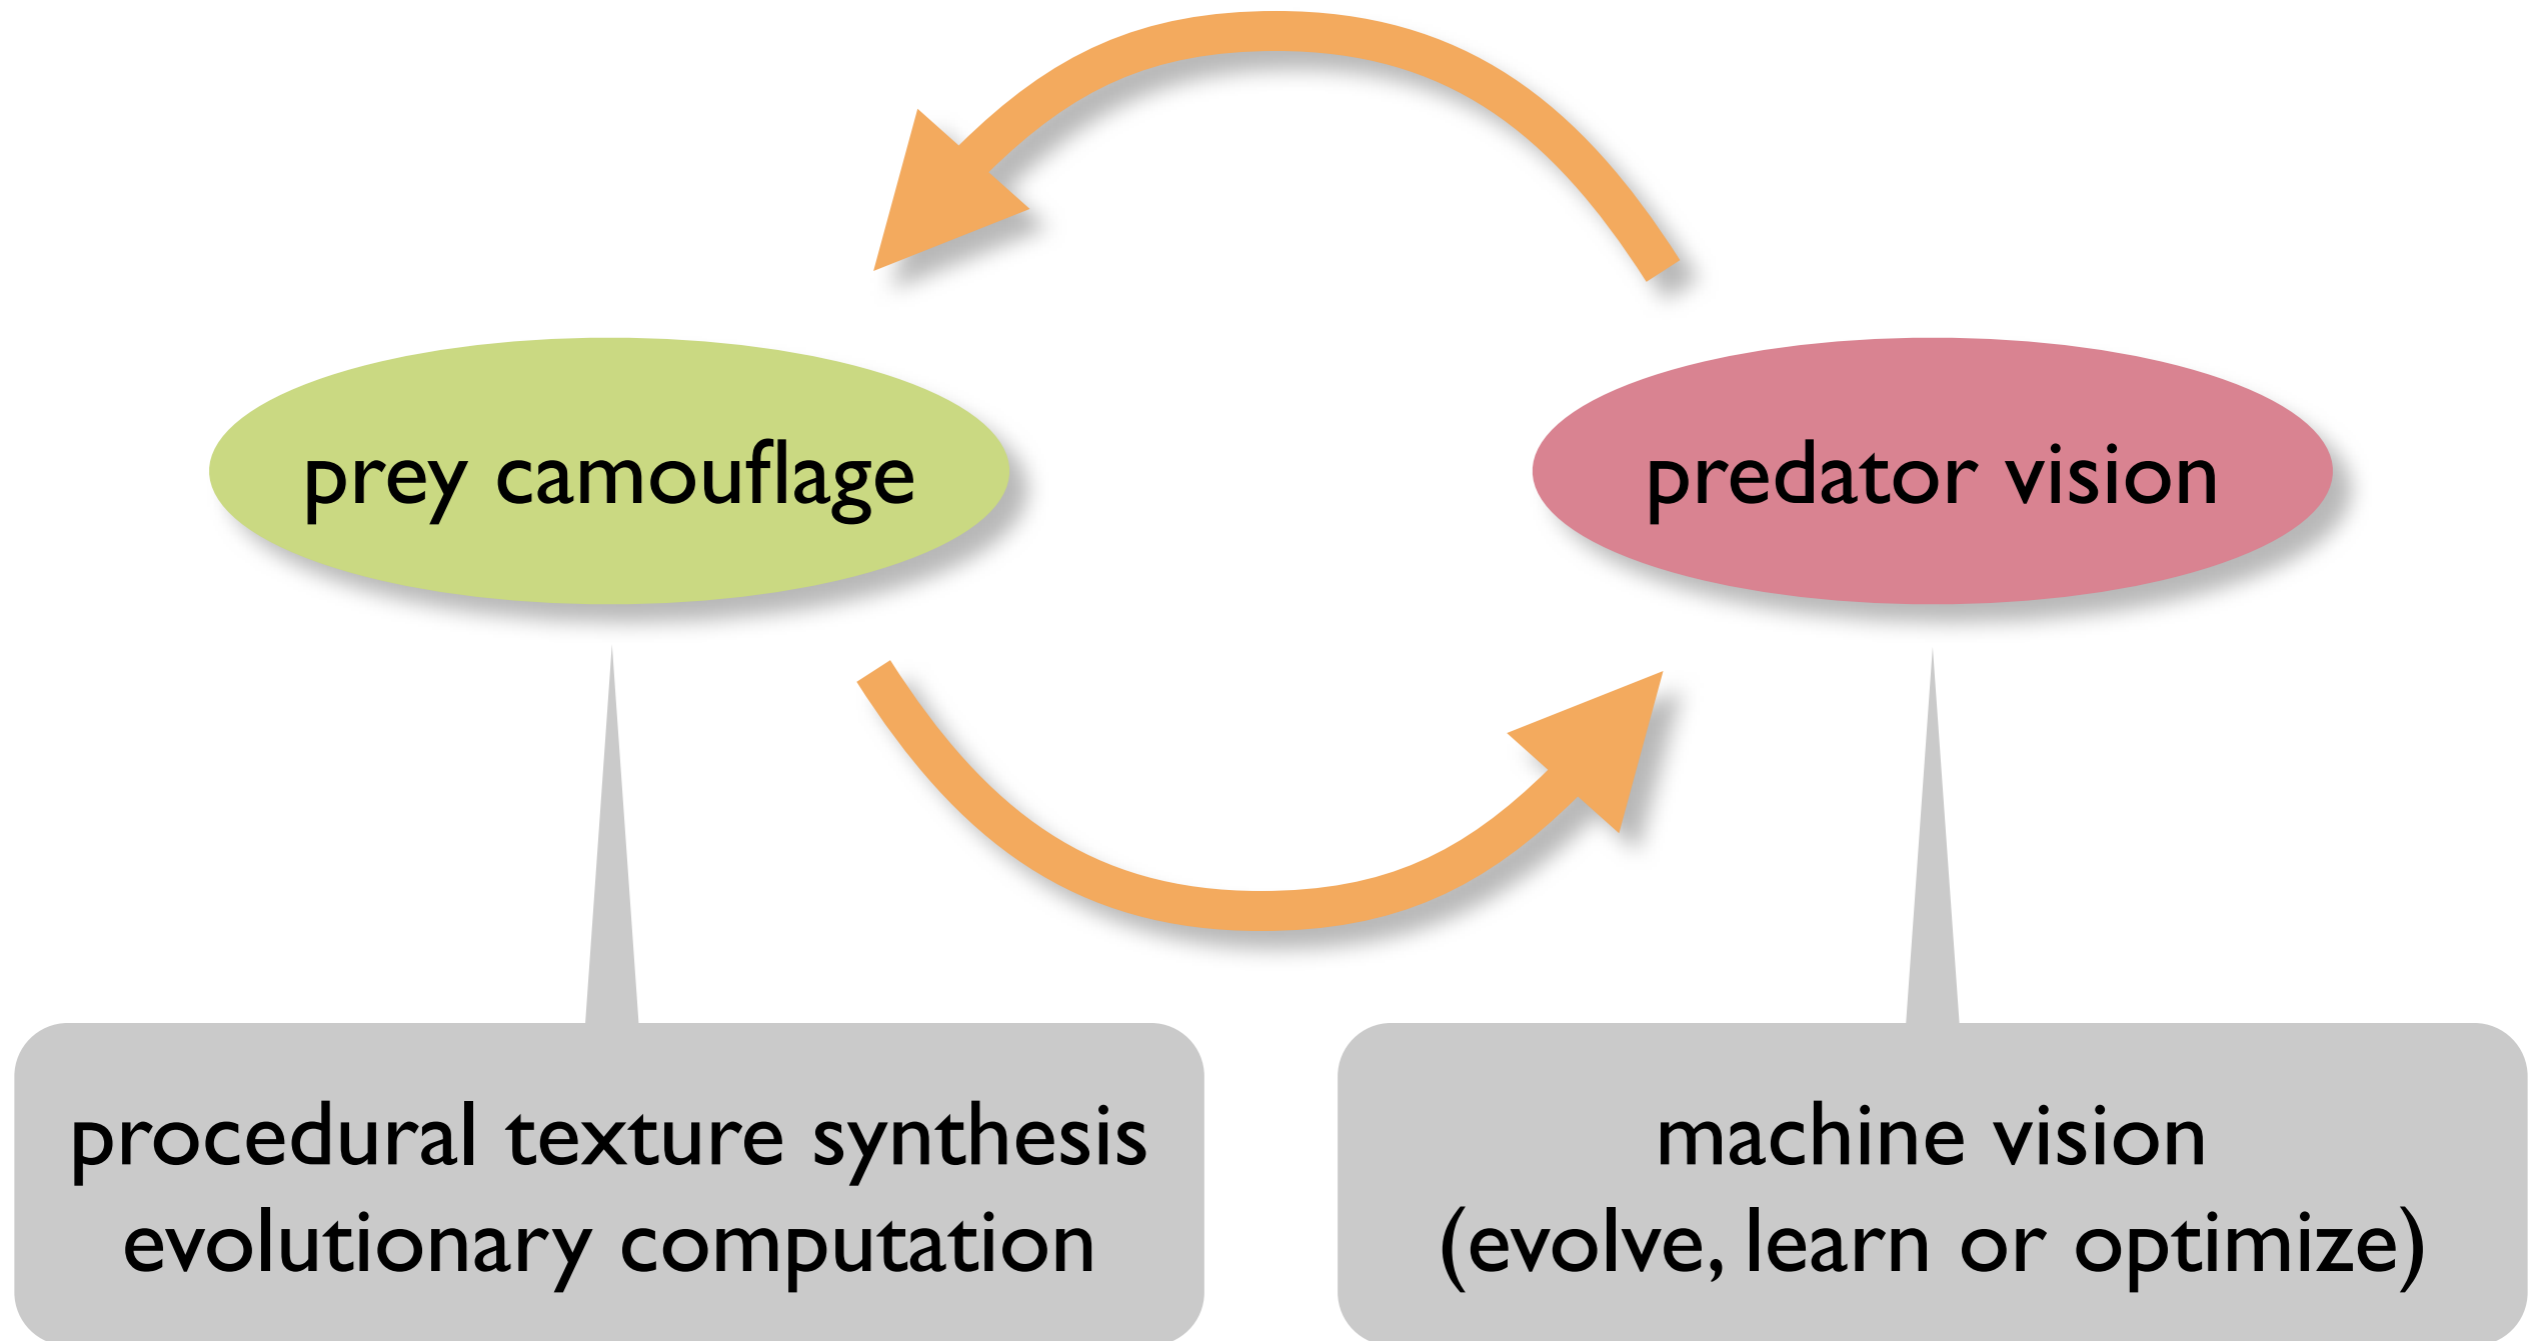 prey camouflage
predator vision
procedural texture synthesis
evolutionary computation
machine vision
(evolve, learn or optimize)